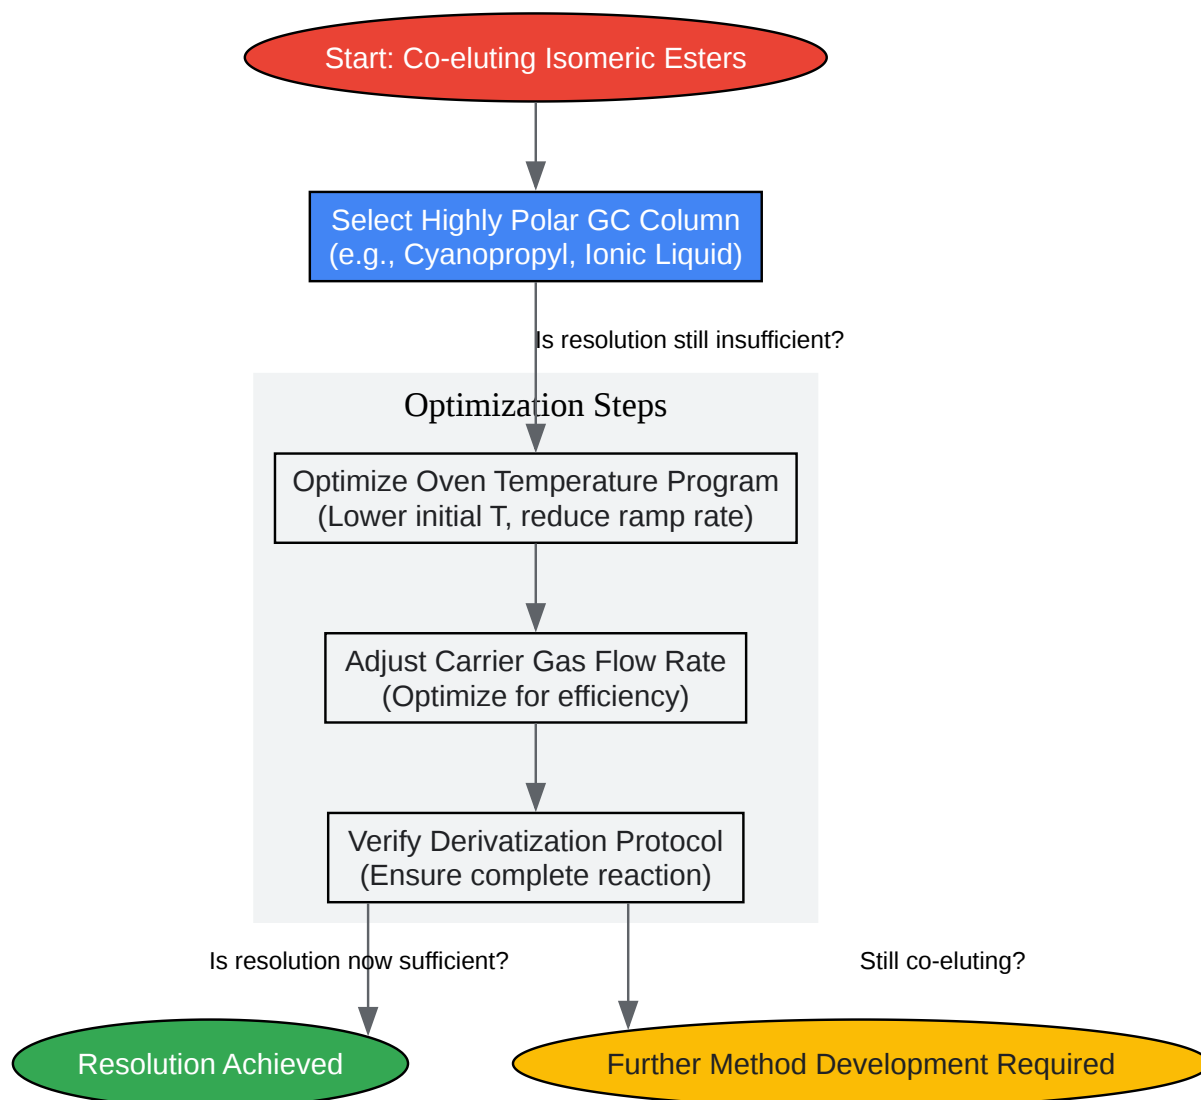 Start: Co-eluting Isomeric Esters
Select Highly Polar GC Column
(e.g., Cyanopropyl, Ionic Liquid)
Is resolution still insufficient?
Optimization Steps
Optimize Oven Temperature Program
(Lower initial T, reduce ramp rate)
Adjust Carrier Gas Flow Rate
(Optimize for efficiency)
Verify Derivatization Protocol
(Ensure complete reaction)
Is resolution now sufficient?
Still co-eluting?
Resolution Achieved
Further Method Development Required